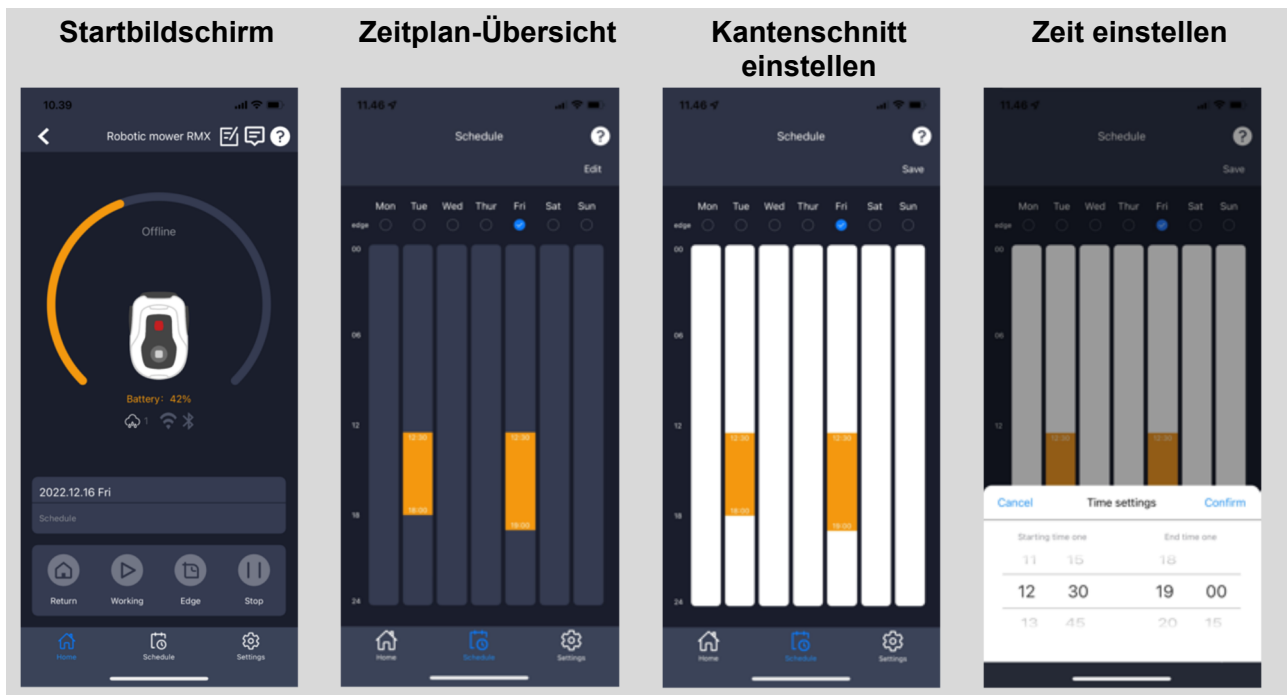 Startbildschirm
Zeitplan-Übersicht
Kantenschnitt
einstellen
Zeit einstellen
10.39
Robotic mower RMX
?
Offline
Battery: 42%
1
2022.12.16 Fri
Schedule
Return Working Edge Stop
Home Schedule Settings
11.46
Schedule
?
Edit
Mon Tue Wed Thur Fri Sat Sun
edge
00
06
12
12:30 12:30
18
18:00
19:00
24
Home Schedule Settings
11.46
Schedule
?
Save
Mon Tue Wed Thur Fri Sat Sun
edge
00
06
12
12:30 12:30
18
18:00
19:00
24
Home Schedule Settings
11.46
Schedule
?
Save
Mon Tue Wed Thur Fri Sat Sun
edge
00
06
12
12:30 12:30
Cancel Time settings Confirm
Starting time one End time one
11 15 18
12 30 19 00
13 45 20 15